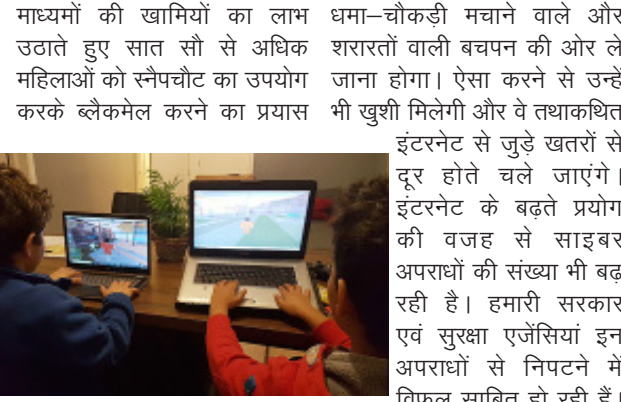 माध्यमों की खामियों का लाभ
उठाते हुए सात सौ से अधिक
महिलाओं को स्नैपचौट का उपयोग
करके ब्लैकमेल करने का प्रयास
धमा–चौकड़ी मचाने वाले और
शरारतों वाली बचपन की ओर ले
जाना होगा। ऐसा करने से उन्हें
भी खुशी मिलेगी और वे तथाकथित
इंटरनेट से जुड़े खतरों से
दूर होते चले जाएंगे।
इंटरनेट के बढ़ते प्रयोग
की वजह से साइबर
अपराधों की संख्या भी बढ़
रही है। हमारी सरकार
एवं सुरक्षा एजेंसियां इन
अपराधों से निपटने में
विफल साबित हो रही हैं।